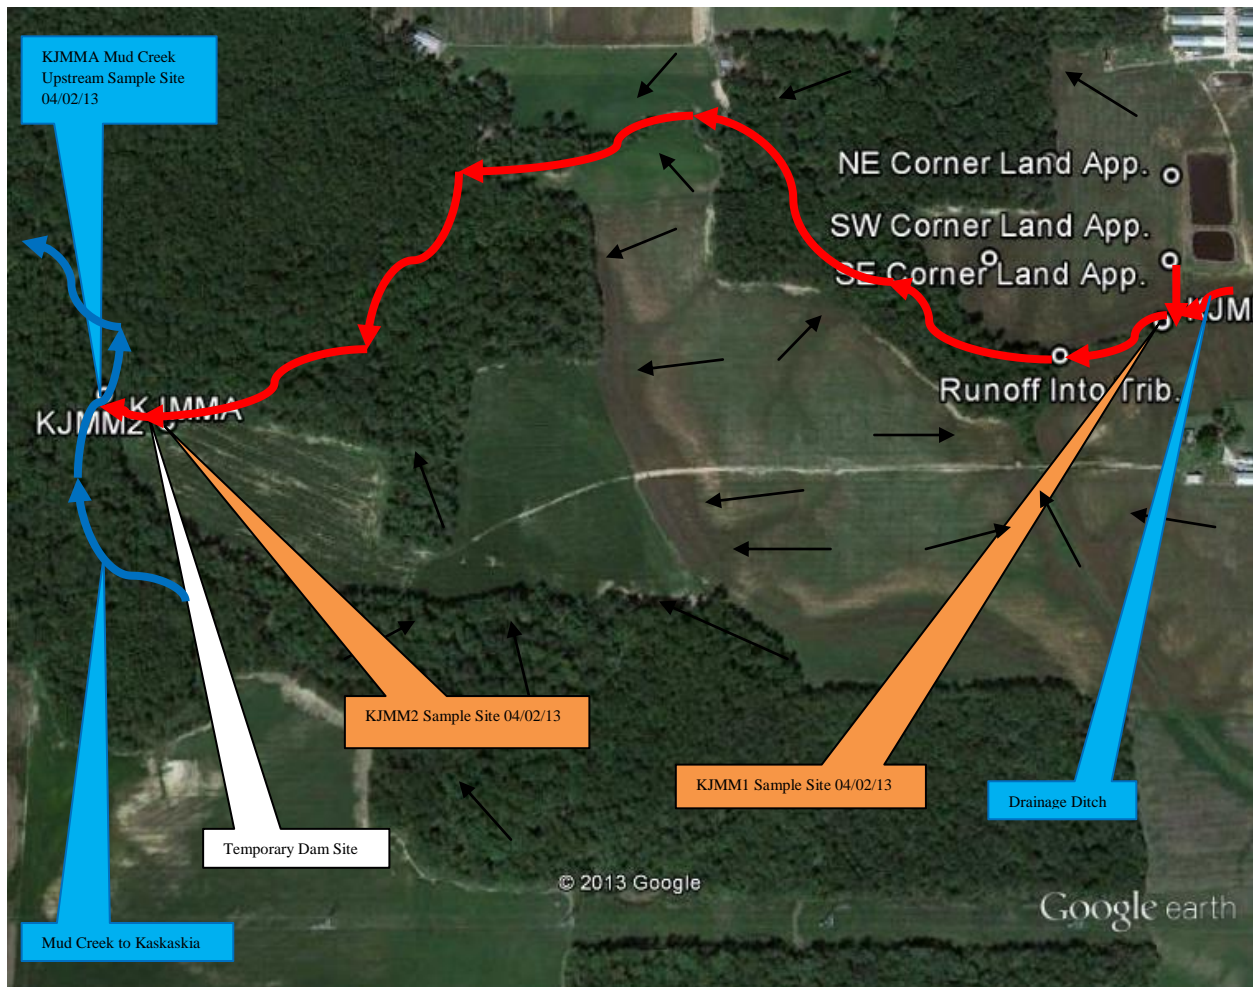 KJMMA Mud Creek
Upstream Sample Site
04/02/13
NE Corner Land App.
SW Corner Land App.
SE Corner Land App.
KJM
Runoff Into Trib.
KJMMA
KJMM2
KJMM2 Sample Site 04/02/13
KJMM1 Sample Site 04/02/13
Drainage Ditch
Temporary Dam Site
© 2013 Google
Google earth
Mud Creek to Kaskaskia